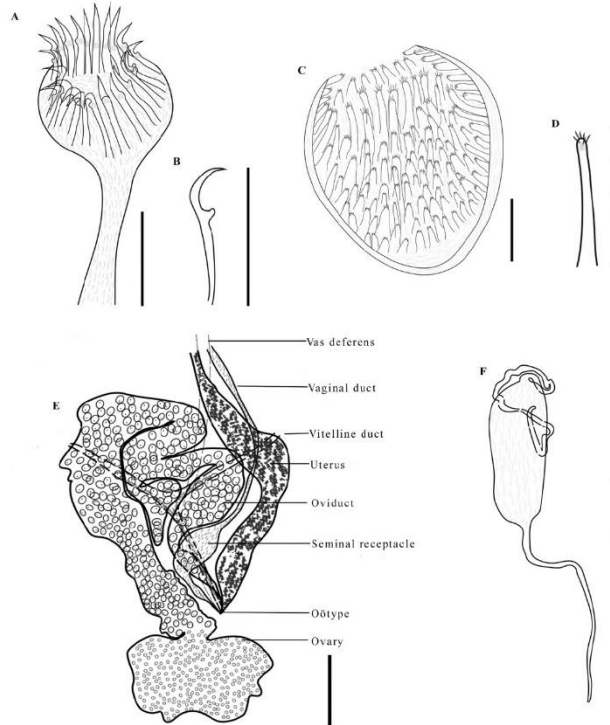 A
B
C
D
Vas deferens
Vaginal duct
E
F
Vitelline duct
Uterus
Oviduct
Seminal receptacle
Oötype
Ovary